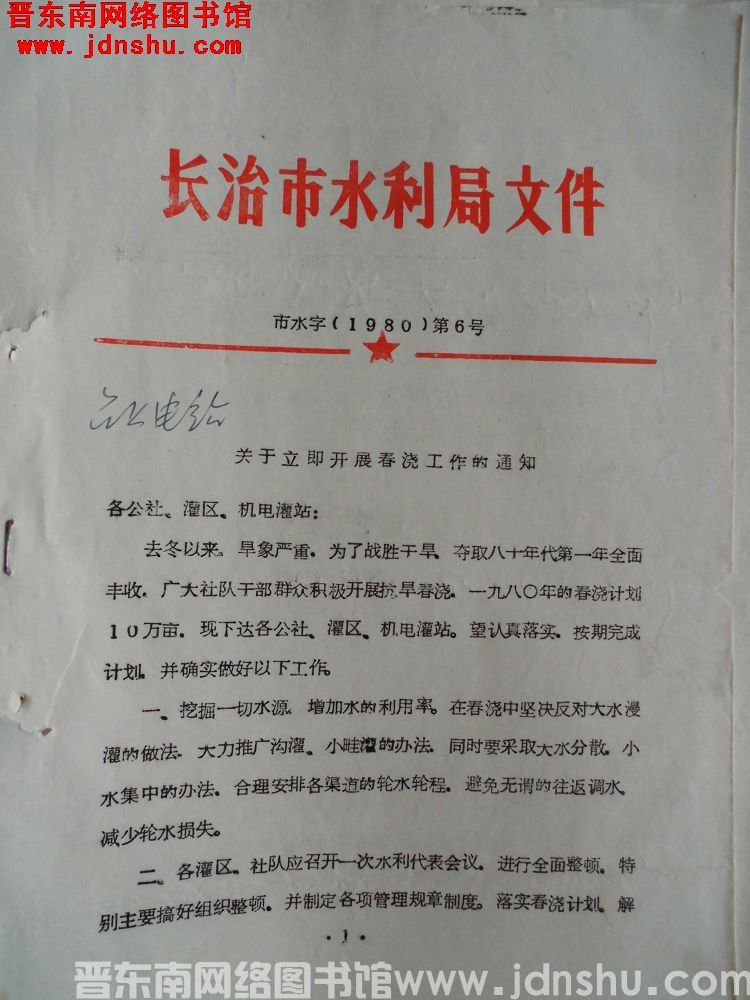 晋东南网络图书馆
www.jdnshu.com
长治市水利局文件
市水字(1980)第6号
水电站
关于立即开展春浇工作的通知
各公社、灌区、机电灌站:
去冬以来。旱象严重。为了战胜干旱、夺取八十年代第一年全面
丰收。广大社队干部群众积极开展抗旱春浇。一九八〇年的春浇计划
10万亩。现下达各公社、灌区、机电灌站。望认真落实。按期完成
计划。并确实做好以下工作。
一、挖掘一切水源、增加水的利用率。在春浇中坚决反对大水漫
灌的做法。大力推广沟灌、小畦灌的办法。同时要采取大水分散。小
水集中的办法。合理安排各渠道的轮水轮程。避免无谓的往返调水。
减少轮水损失。
二、各灌区、社队应召开一次水利代表会议。进行全面整顿。特
别主要搞好组织整顿。并制定各项管理规章制度。落实春浇计划。解
·1·
晋东南网络图书馆www.jdnshu.com